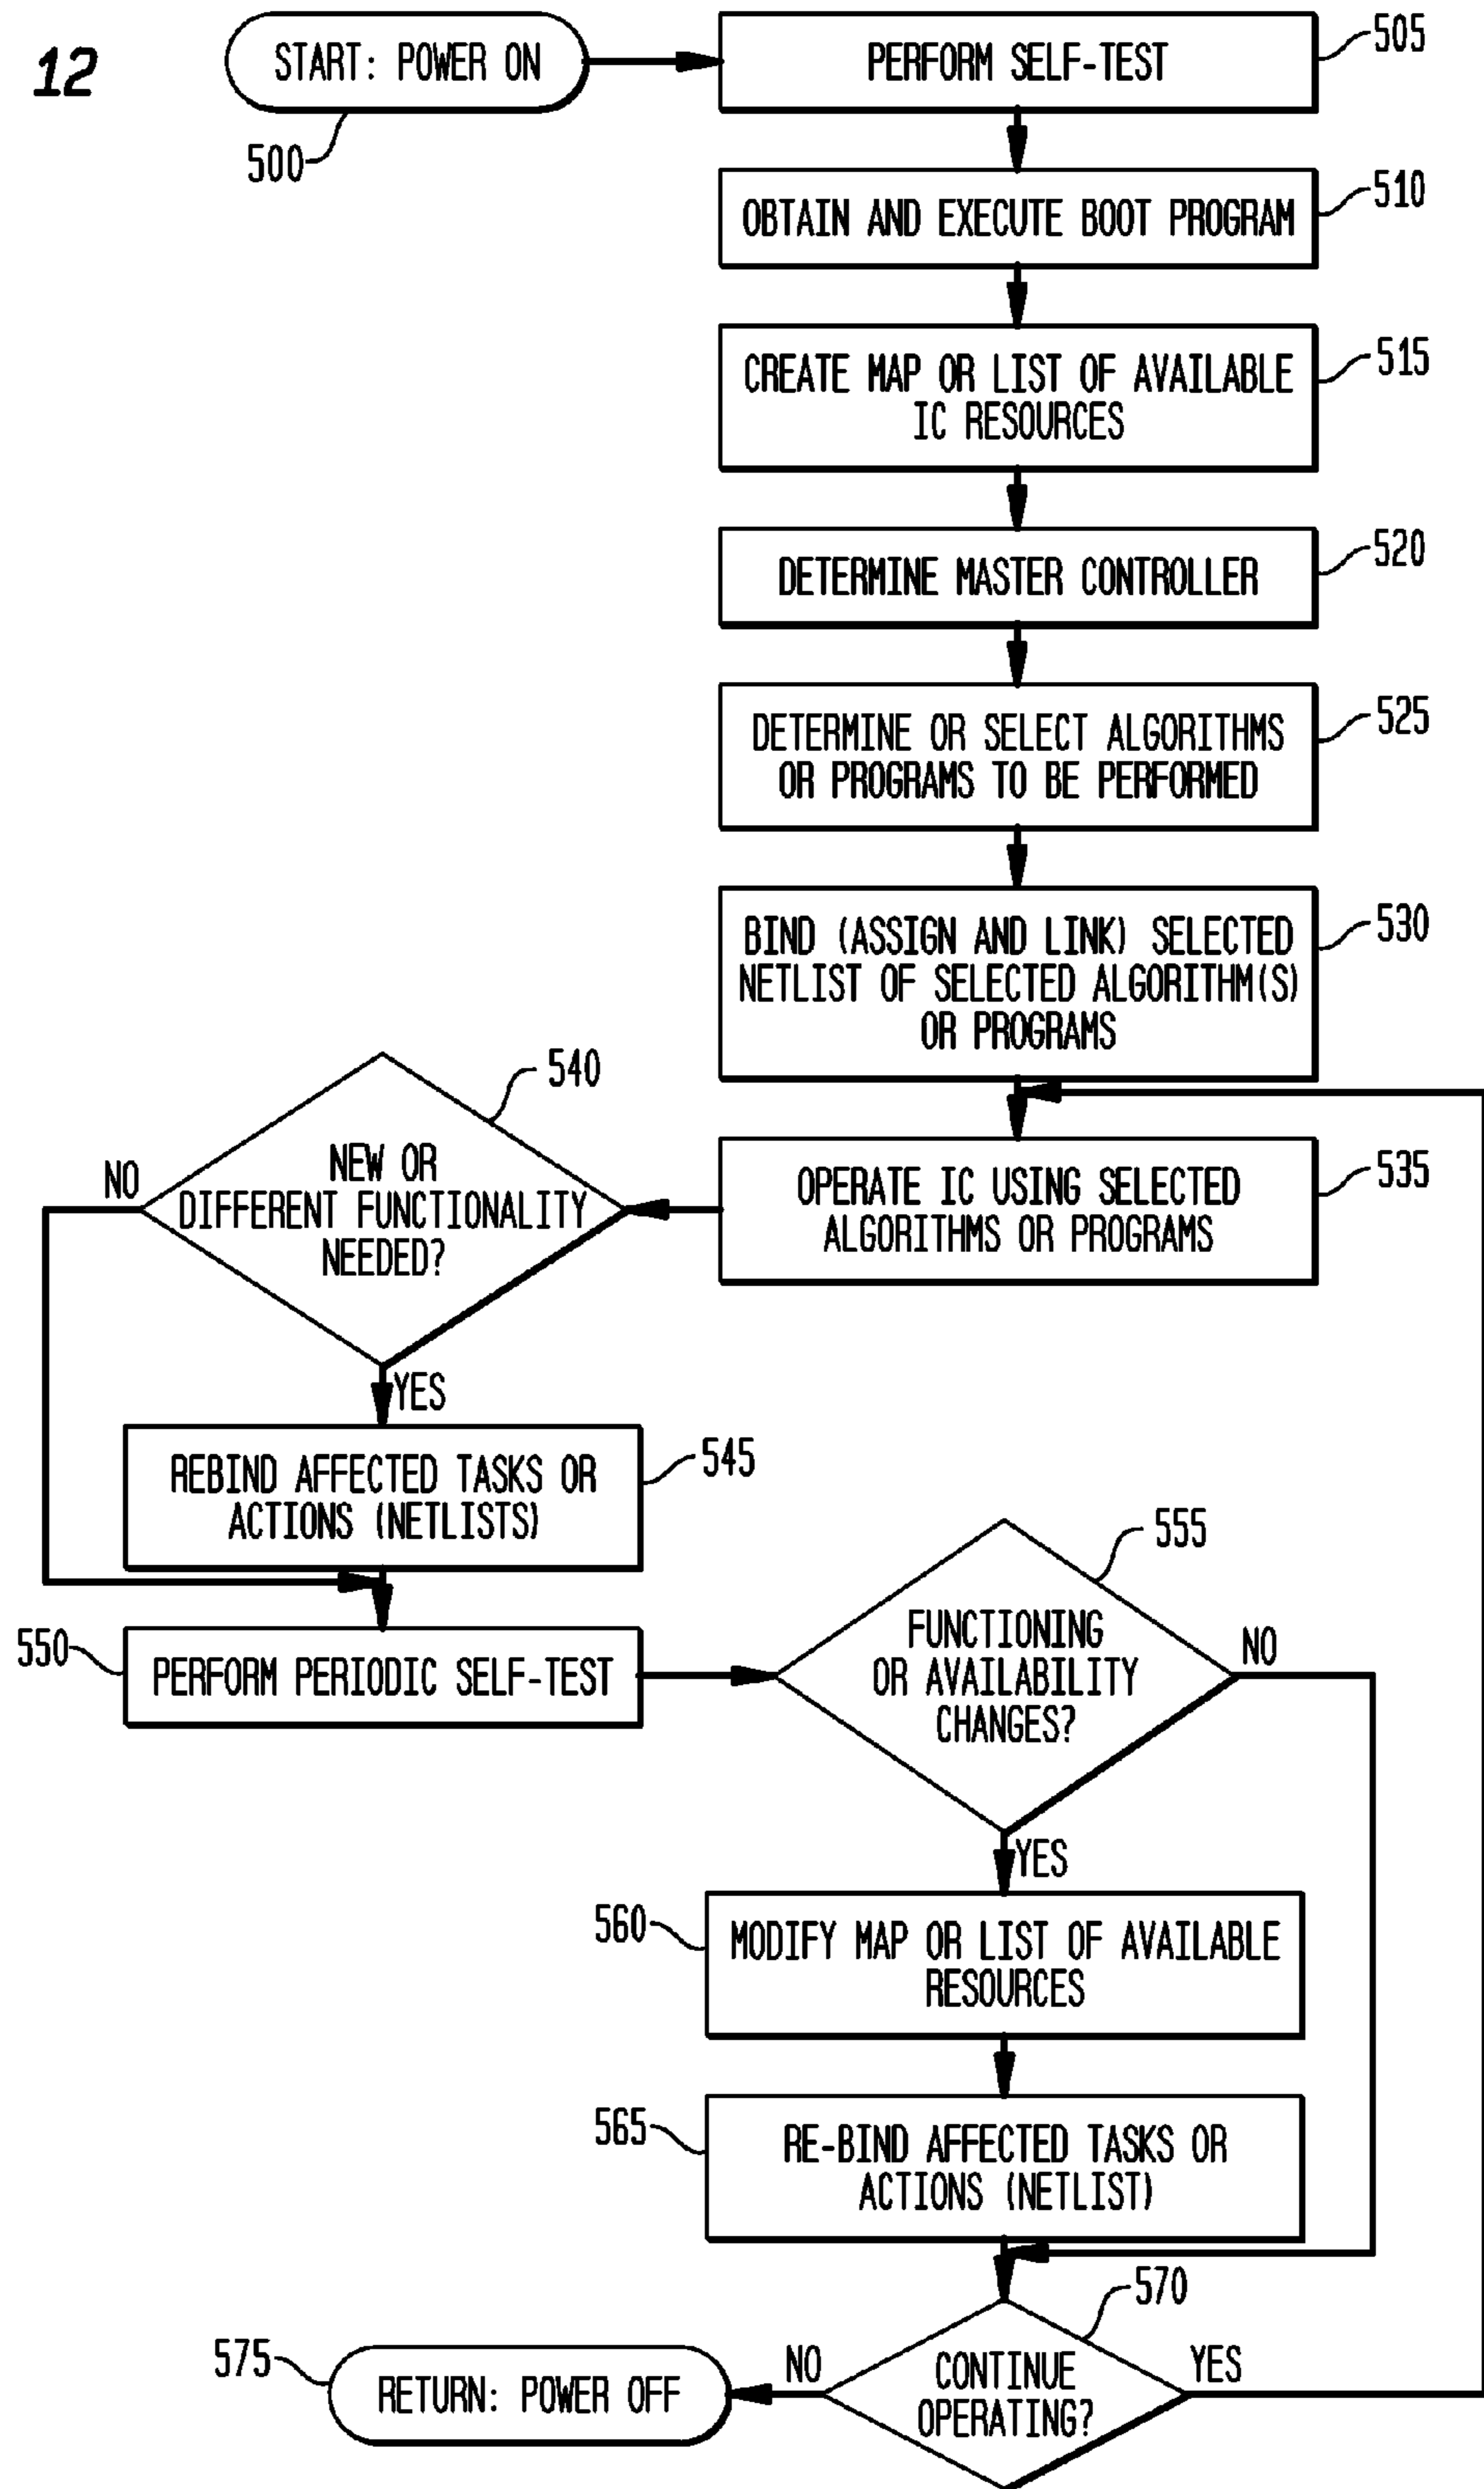 12
START: POWER ON
500
PERFORM SELF-TEST
505
OBTAIN AND EXECUTE BOOT PROGRAM
510
CREATE MAP OR LIST OF AVAILABLE
IC RESOURCES
515
DETERMINE MASTER CONTROLLER
520
DETERMINE OR SELECT ALGORITHMS
OR PROGRAMS TO BE PERFORMED
525
BIND (ASSIGN AND LINK) SELECTED
NETLIST OF SELECTED ALGORITHM(S)
OR PROGRAMS
530
OPERATE IC USING SELECTED
ALGORITHMS OR PROGRAMS
535
540
NEW OR
DIFFERENT FUNCTIONALITY
NEEDED?
NO
YES
REBIND AFFECTED TASKS OR
ACTIONS (NETLISTS)
545
550
PERFORM PERIODIC SELF-TEST
555
FUNCTIONING
OR AVAILABILITY
CHANGES?
NO
YES
560
MODIFY MAP OR LIST OF AVAILABLE
RESOURCES
565
RE-BIND AFFECTED TASKS OR
ACTIONS (NETLIST)
570
CONTINUE
OPERATING?
YES
NO
575
RETURN: POWER OFF